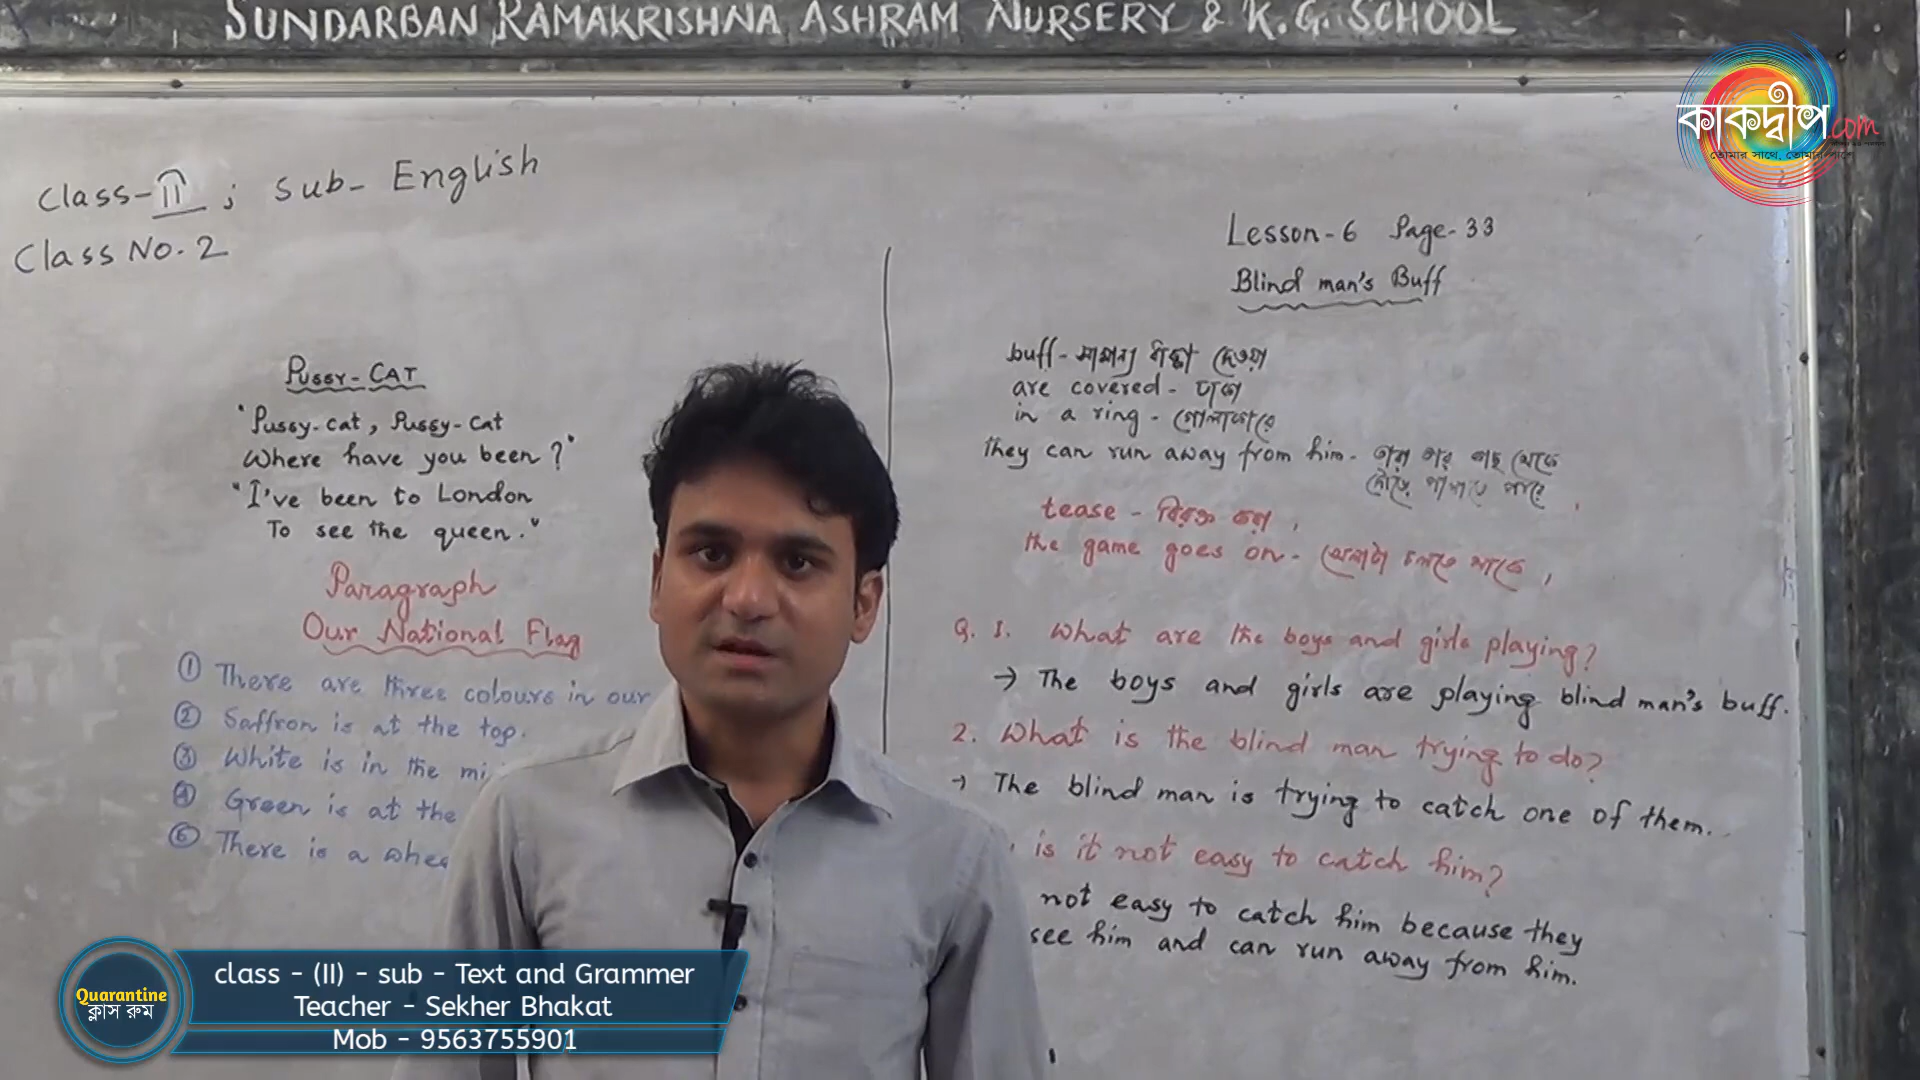 SUNDARBAN RAMAKRISHNA ASHRAM NURSERY & K.G. SCHOOL
কাকদ্বীপ.com
তোমার সাথে, তোমার পাশে
Class-II ; Sub- English
Class No. 2
PUSSY-CAT
"Pussy-cat, Pussy-cat
Where have you been?"
"I've been to London
To see the queen."
Paragraph
Our National Flag
① There are three colours in our
② Saffron is at the top.
③ White is in the mi
④ Green is at the
⑤ There is a whee
Lesson-6 Page-33
Blind man's Buff
buff- সামান্য ধাক্কা দেওয়া
are covered - ঢাকা
in a ring - গোলাকারে
they can run away from him - তারা তার কাছ থেকে
দৌড়ে পালাতে পারে
tease - বিরক্ত করা,
the game goes on - খেলাটা চলতে থাকে,
Q. 1. What are the boys and girls playing?
→ The boys and girls are playing blind man's buff.
2. What is the blind man trying to do?
→ The blind man is trying to catch one of them.
is it not easy to catch him?
not easy to catch him because they
see him and can run away from him.
Quarantine
ক্লাস রুম
class - (II) - sub - Text and Grammer
Teacher - Sekher Bhakat
Mob - 9563755901